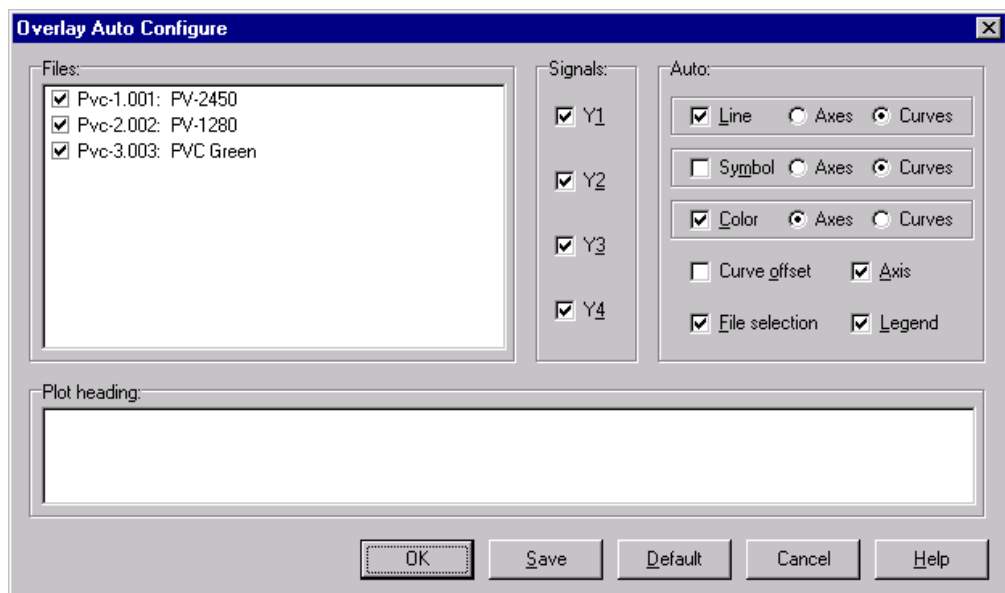 Overlay Auto Configure
Files:
Pvc-1.001: PV-2450
Pvc-2.002: PV-1280
Pvc-3.003: PVC Green
Signals:
Y1
Y2
Y3
Y4
Auto:
Line Axes Curves
Symbol Axes Curves
Color Axes Curves
Curve offset Axis
File selection Legend
Plot heading:
OK Save Default Cancel Help